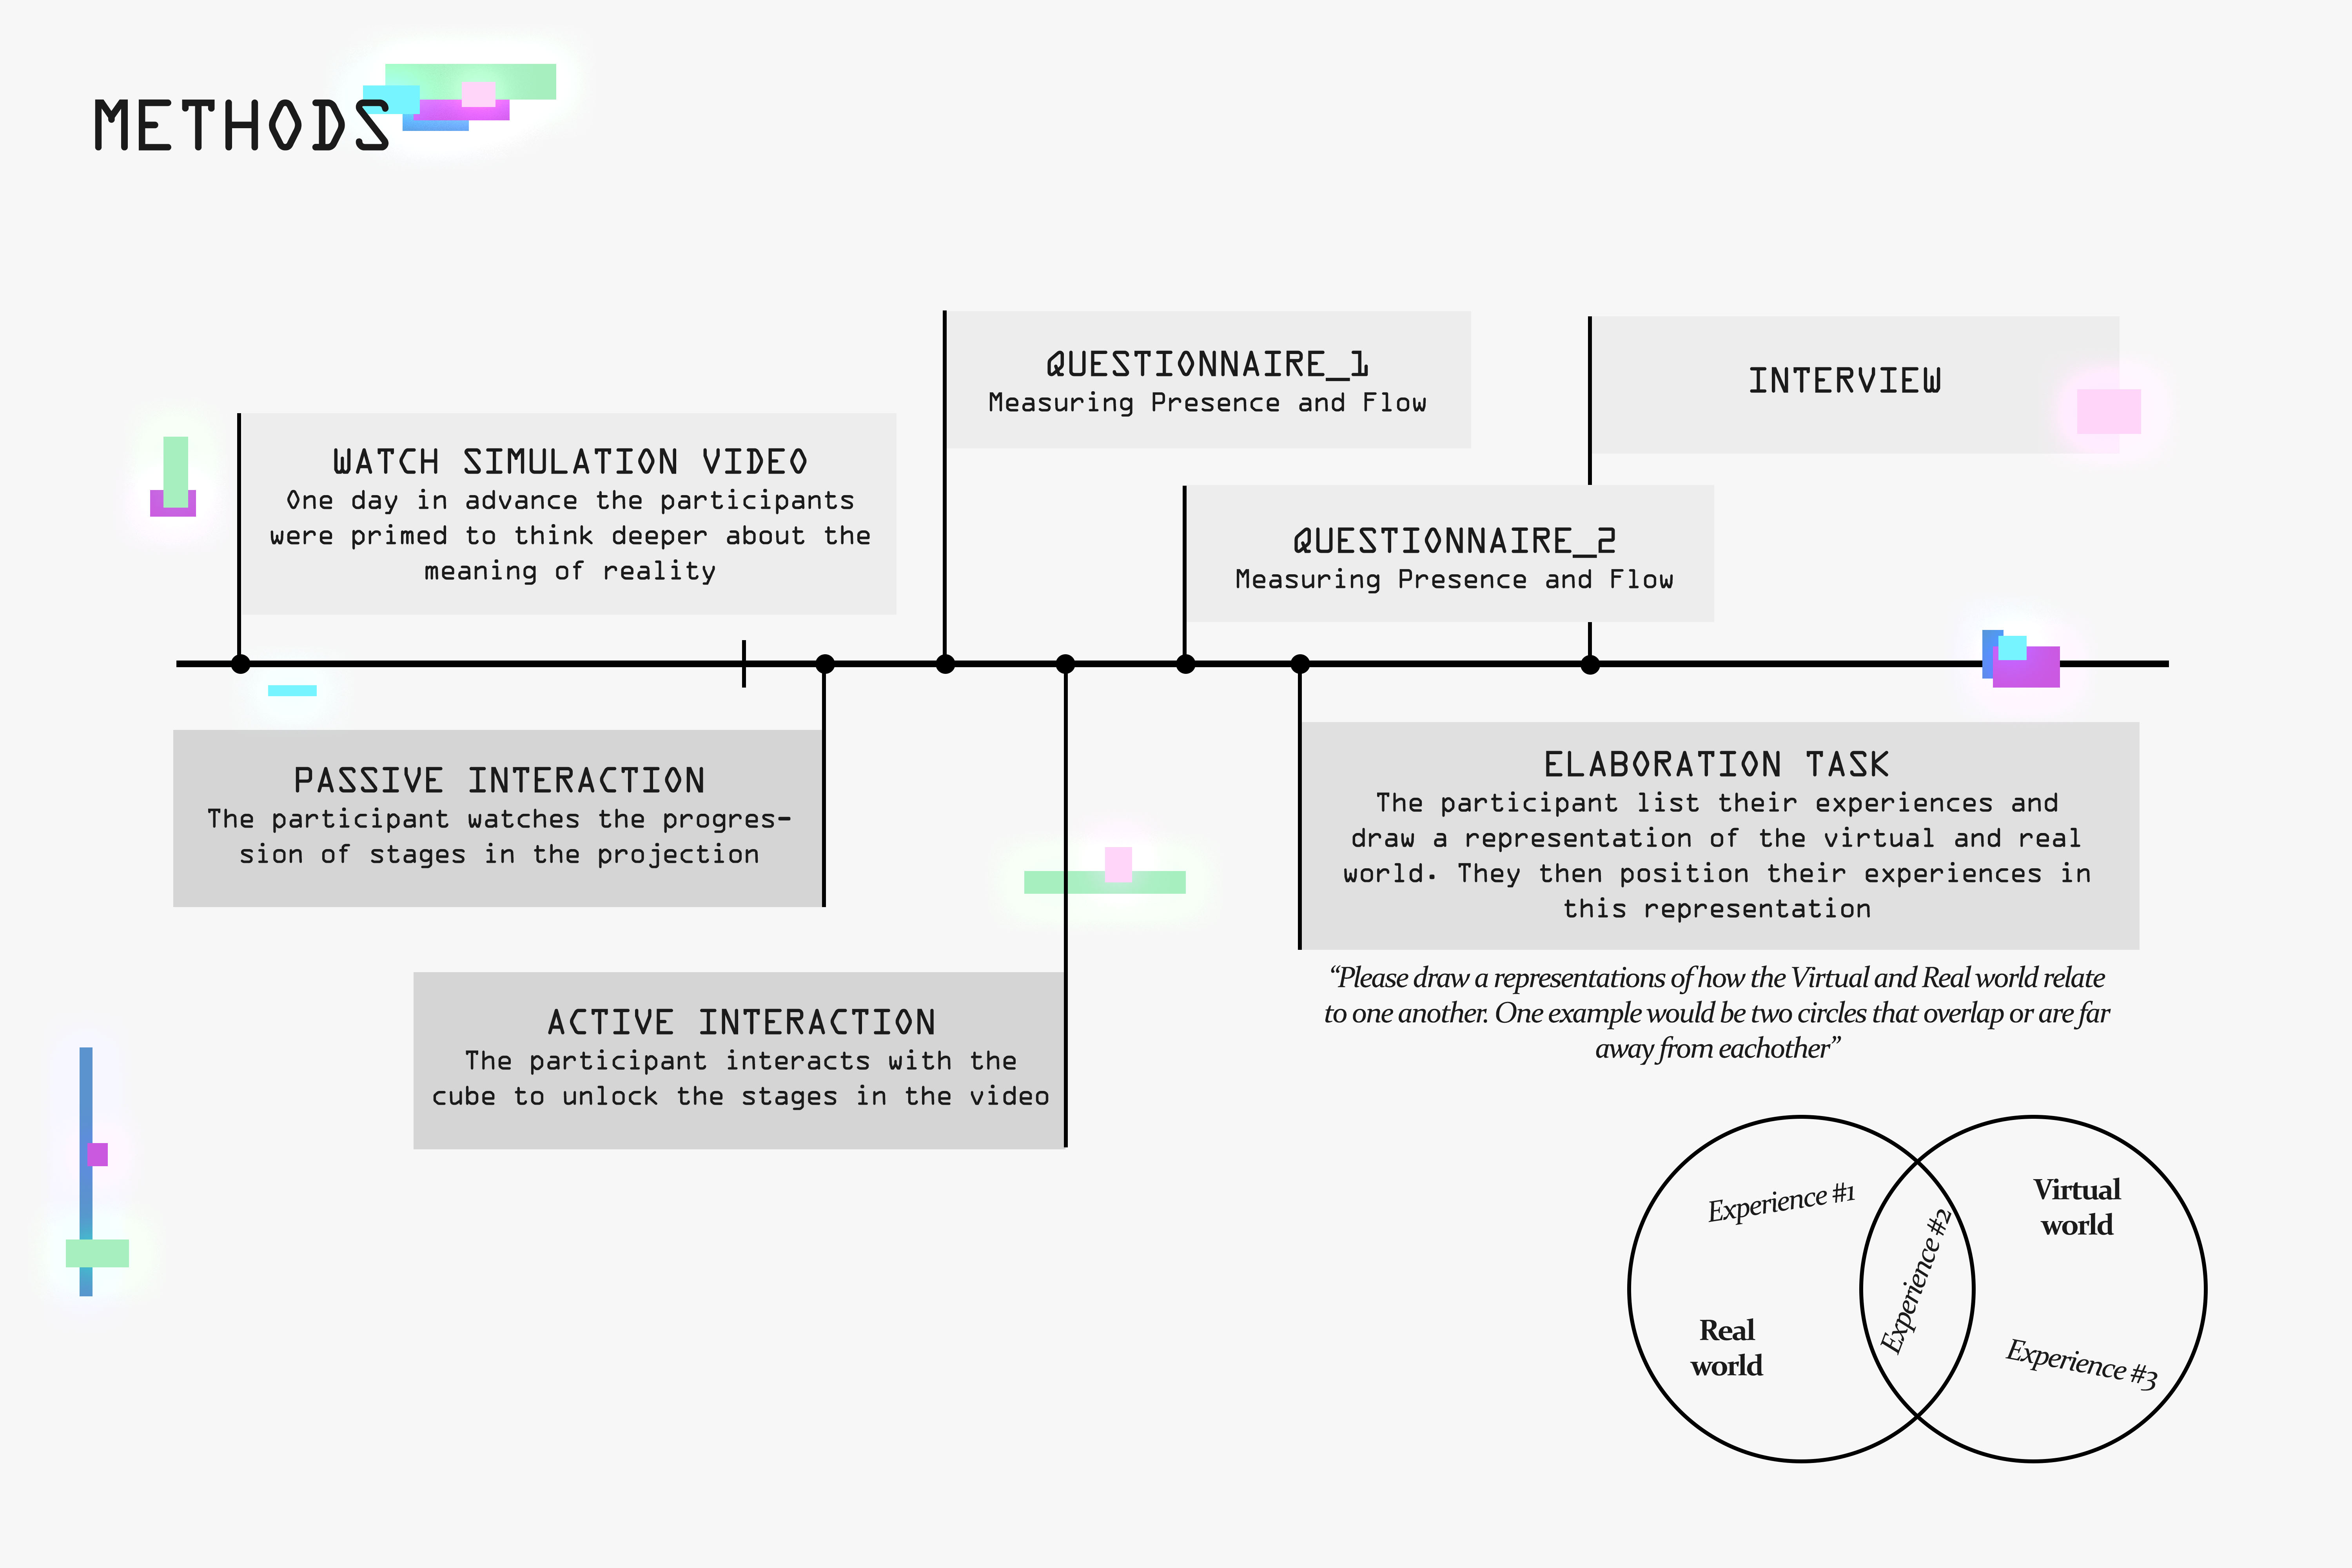 METHODS
WATCH SIMULATION VIDEO
One day in advance the participants
were primed to think deeper about the
meaning of reality
PASSIVE INTERACTION
The participant watches the progres-
sion of stages in the projection
QUESTIONNAIRE_1
Measuring Presence and Flow
ACTIVE INTERACTION
The participant interacts with the
cube to unlock the stages in the video
QUESTIONNAIRE_2
Measuring Presence and Flow
ELABORATION TASK
The participant list their experiences and
draw a representation of the virtual and real
world. They then position their experiences in
this representation
“Please draw a representations of how the Virtual and Real world relate
to one another. One example would be two circles that overlap or are far
away from eachother”
INTERVIEW
Experience #1
Real
world
Experience #2
Virtual
world
Experience #3